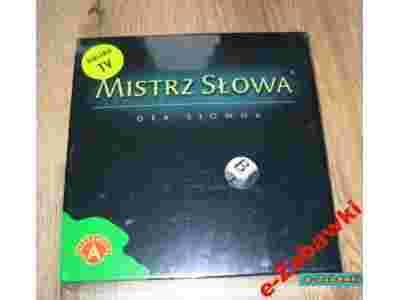 TV
MISTRZ SŁOWA
GRA SŁOWNA
A
e-Zabawki